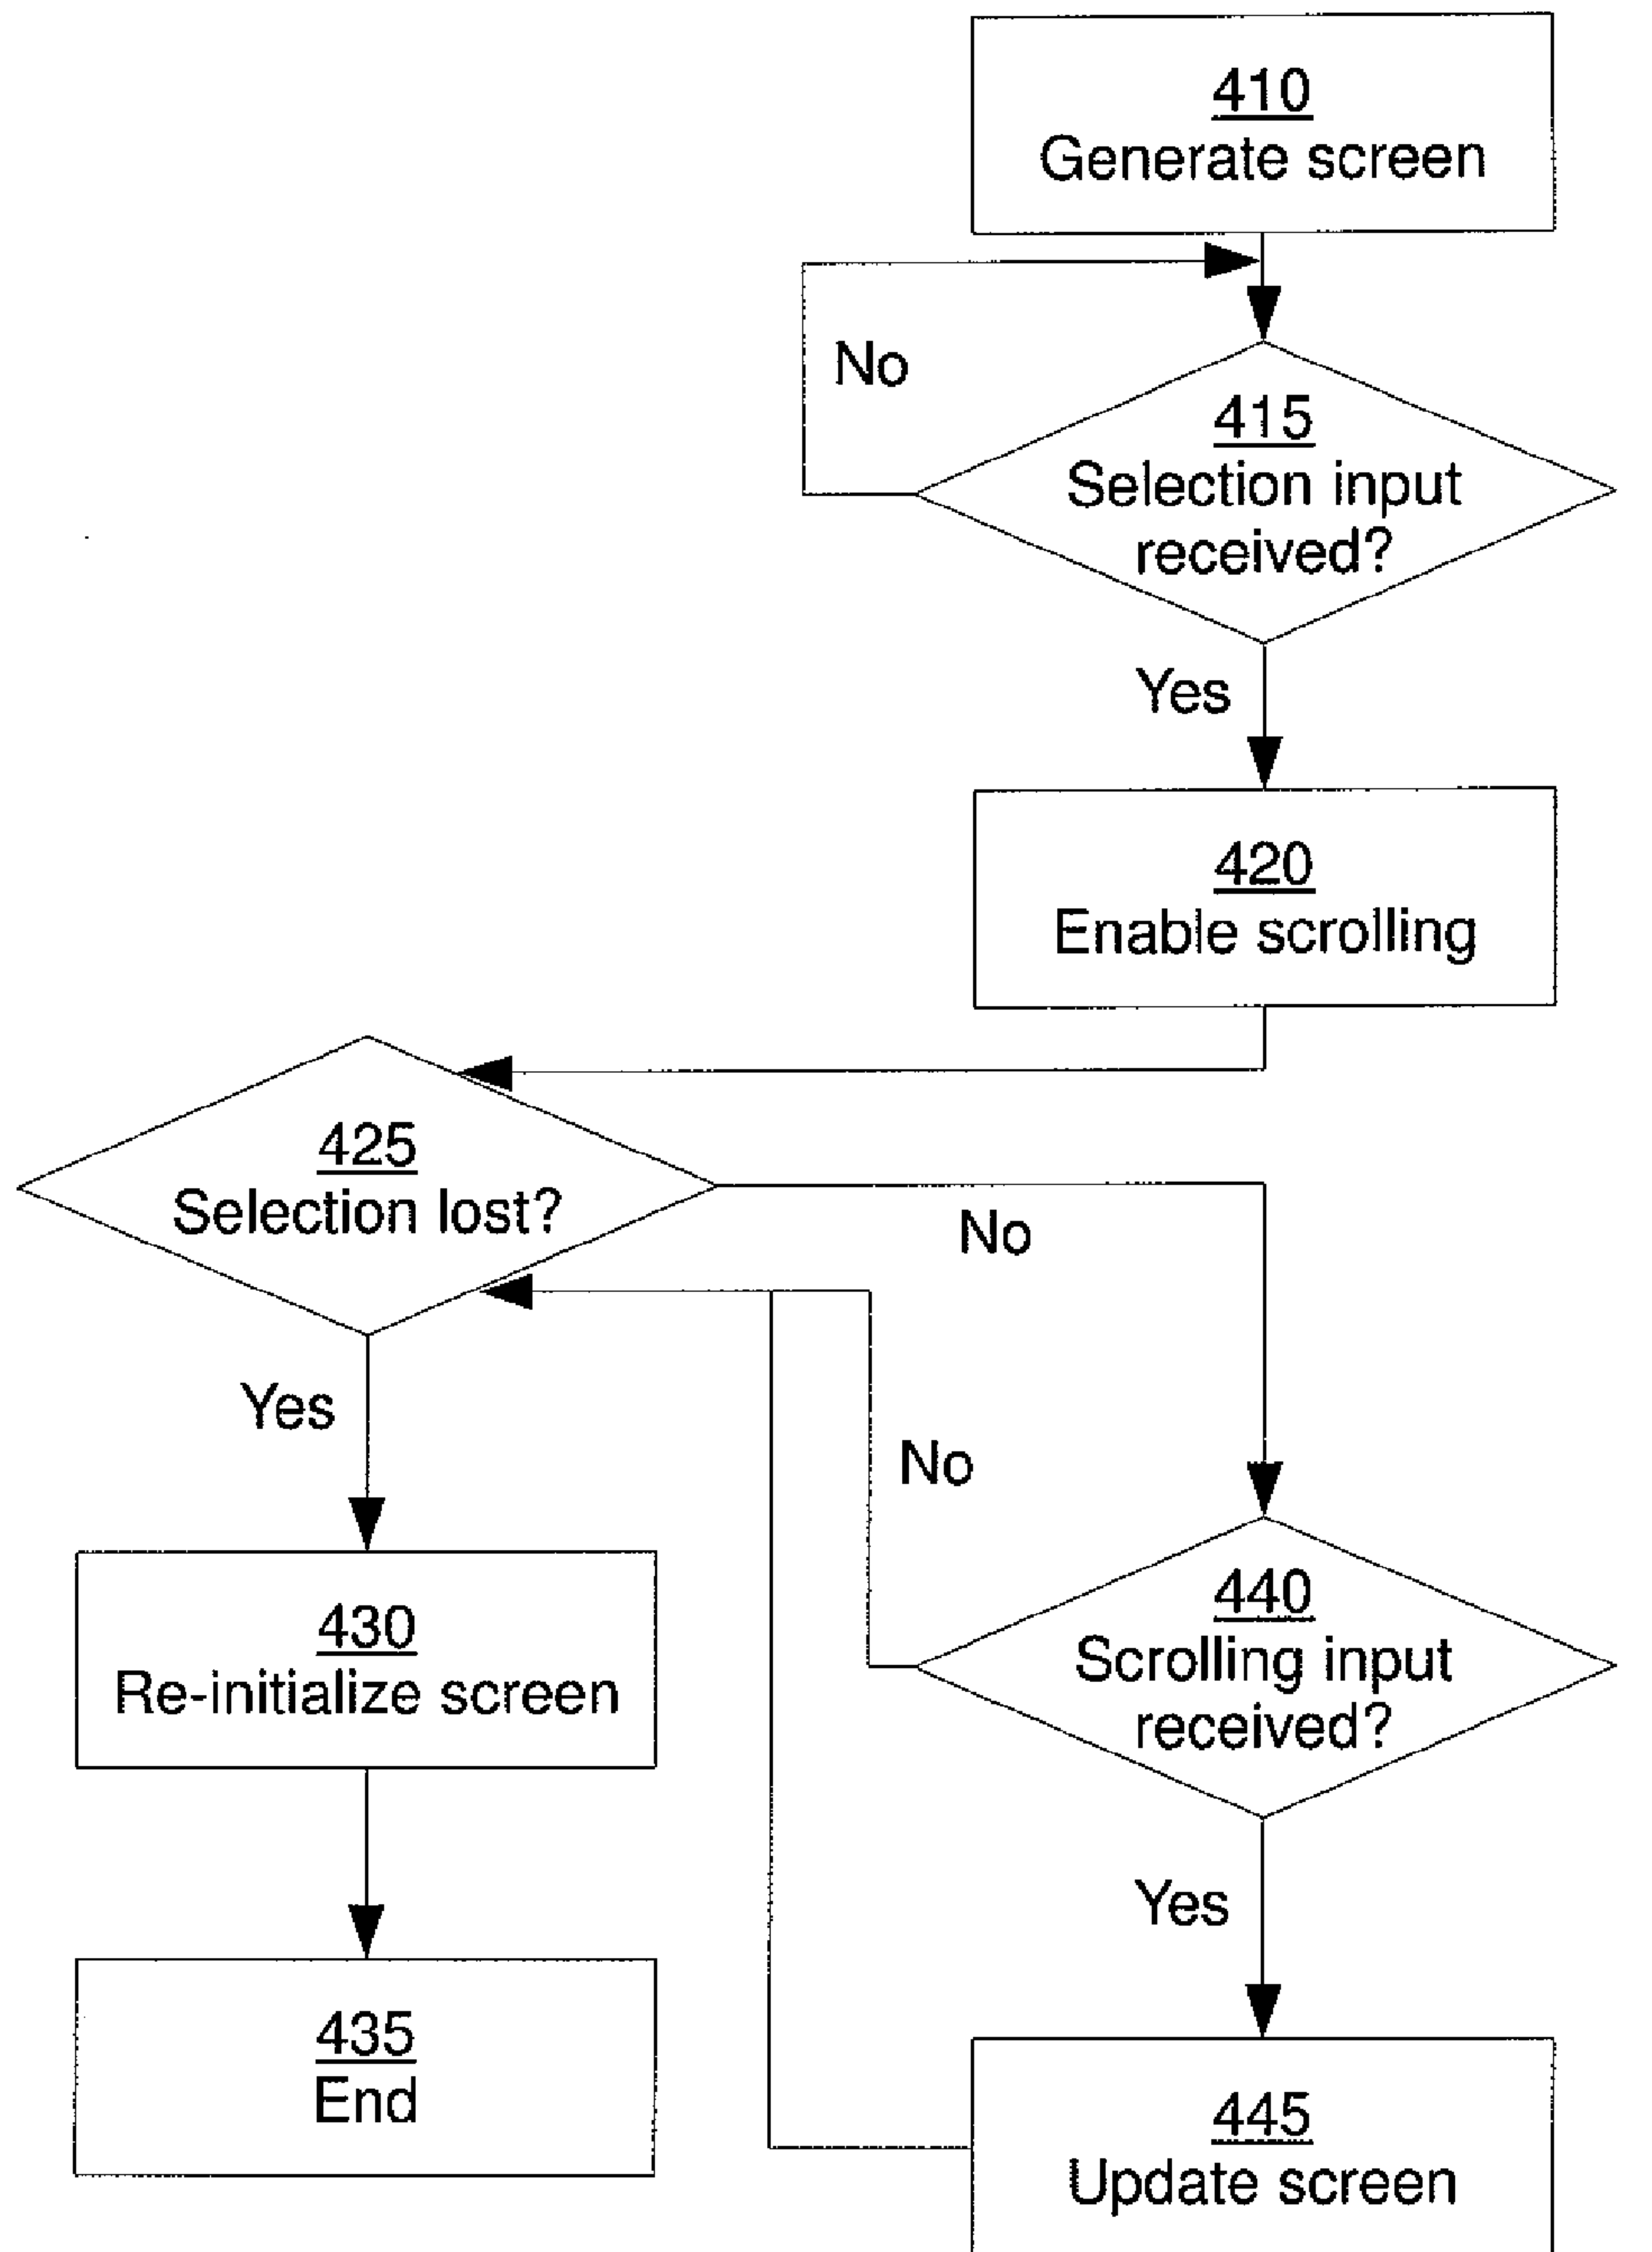 410
Generate screen
No
415
Selection input
received?
Yes
420
Enable scrolling
425
Selection lost?
No
Yes
No
430
Re-initialize screen
440
Scrolling input
received?
Yes
435
End
445
Update screen